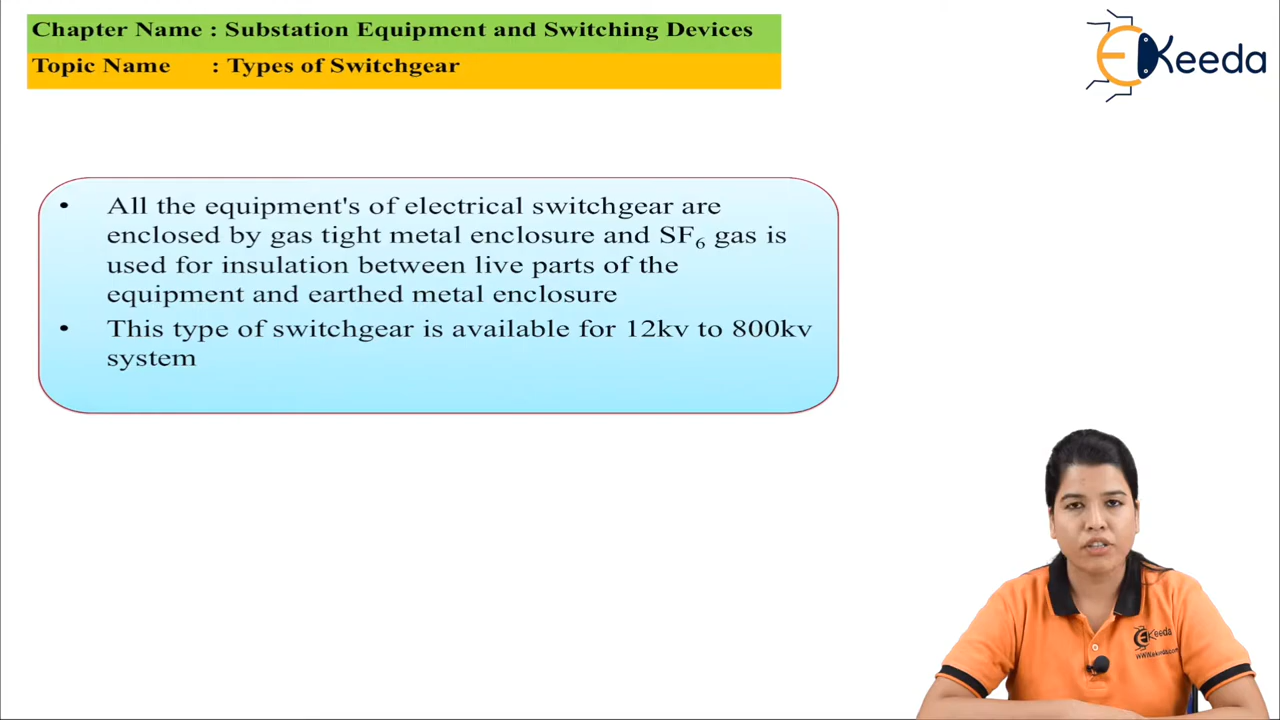 Chapter Name : Substation Equipment and Switching Devices
Topic Name : Types of Switchgear
EKeeda
• All the equipment's of electrical switchgear are
enclosed by gas tight metal enclosure and SF₆ gas is
used for insulation between live parts of the
equipment and earthed metal enclosure
• This type of switchgear is available for 12kv to 800kv
system
EKeeda